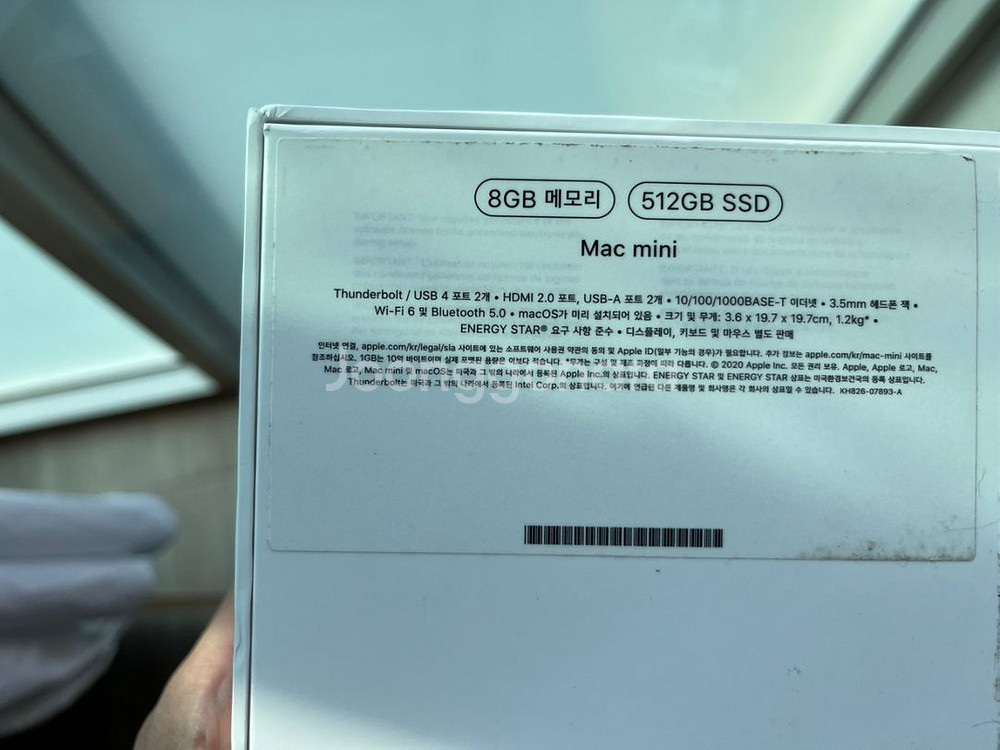 8GB 메모리 512GB SSD
Mac mini
Thunderbolt / USB 4 포트 2개 • HDMI 2.0 포트, USB-A 포트 2개 • 10/100/1000BASE-T 이더넷 • 3.5mm 헤드폰 잭 •
Wi-Fi 6 및 Bluetooth 5.0 • macOS가 미리 설치되어 있음 • 크기 및 무게: 3.6 x 19.7 x 19.7cm, 1.2kg* •
ENERGY STAR® 요구 사항 준수 • 디스플레이, 키보드 및 마우스 별도 판매
인터넷 연결, apple.com/kr/legal/sla 사이트에 있는 소프트웨어 사용권 계약의 동의 및 Apple ID(일부 기능의 경우)가 필요합니다. 추가 정보는 apple.com/kr/mac-mini 사이트를
참조하십시오. 1GB는 10억 바이트이며 실제 포맷된 용량은 이보다 적습니다. *무게는 구성 및 제조 과정에 따라 다릅니다. © 2020 Apple Inc. 모든 권리 보유. Apple, Apple 로고, Mac,
Mac 로고, Mac mini 및 macOS는 미국과 그 밖의 나라에서 등록된 Apple Inc.의 상표입니다. ENERGY STAR 및 ENERGY STAR 상표는 미국환경보건국의 등록 상표입니다.
Thunderbolt는 미국과 그 밖의 나라에서 등록된 Intel Corp.의 상표입니다. 여기에 언급된 다른 제품명 및 회사명은 각 회사의 상표일 수 있습니다. KH826-07893-A